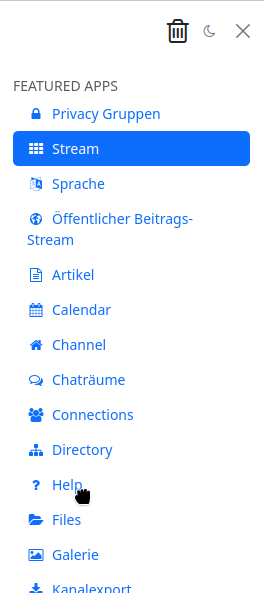 FEATURED APPS
Privacy Gruppen
Stream
Sprache
Öffentlicher Beitrags-
Stream
Artikel
Calendar
Channel
Chaträume
Connections
Directory
? Help
Files
Galerie
Kanalexport